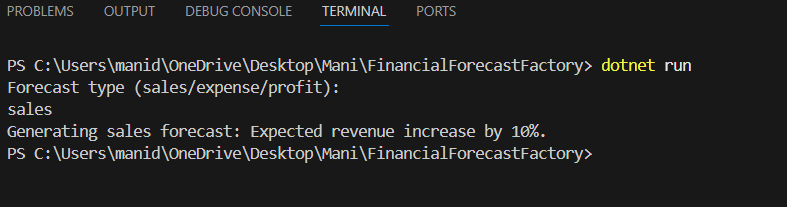 PROBLEMS OUTPUT DEBUG CONSOLE TERMINAL PORTS
PS C:\Users\manid\OneDrive\Desktop\Mani\FinancialForecastFactory> dotnet run
Forecast type (sales/expense/profit):
sales
Generating sales forecast: Expected revenue increase by 10%.
PS C:\Users\manid\OneDrive\Desktop\Mani\FinancialForecastFactory>